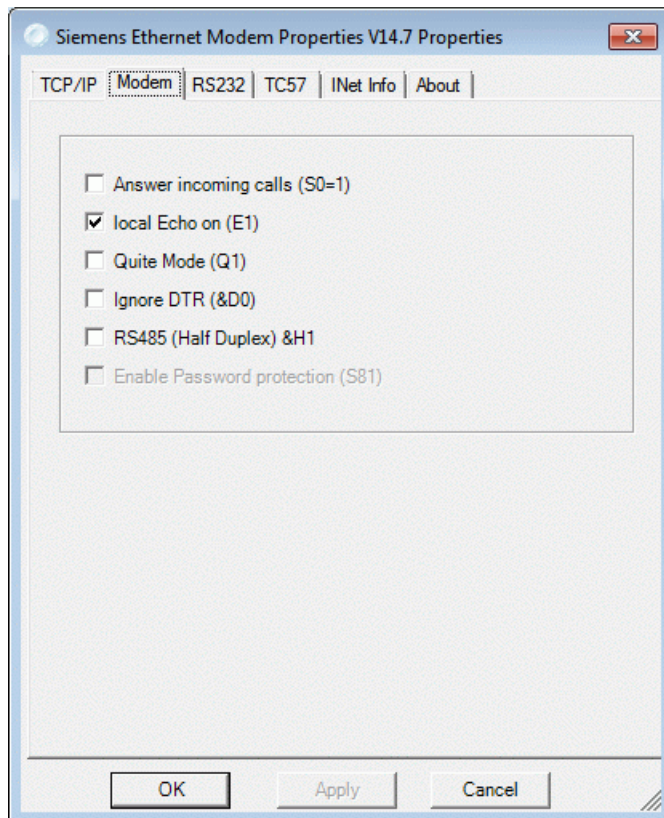 Siemens Ethernet Modem Properties V14.7 Properties
TCP/IP Modem RS232 TC57 INet Info About
Answer incoming calls (S0=1)
local Echo on (E1)
Quite Mode (Q1)
Ignore DTR (&D0)
RS485 (Half Duplex) &H1
Enable Password protection (S81)
OK Apply Cancel